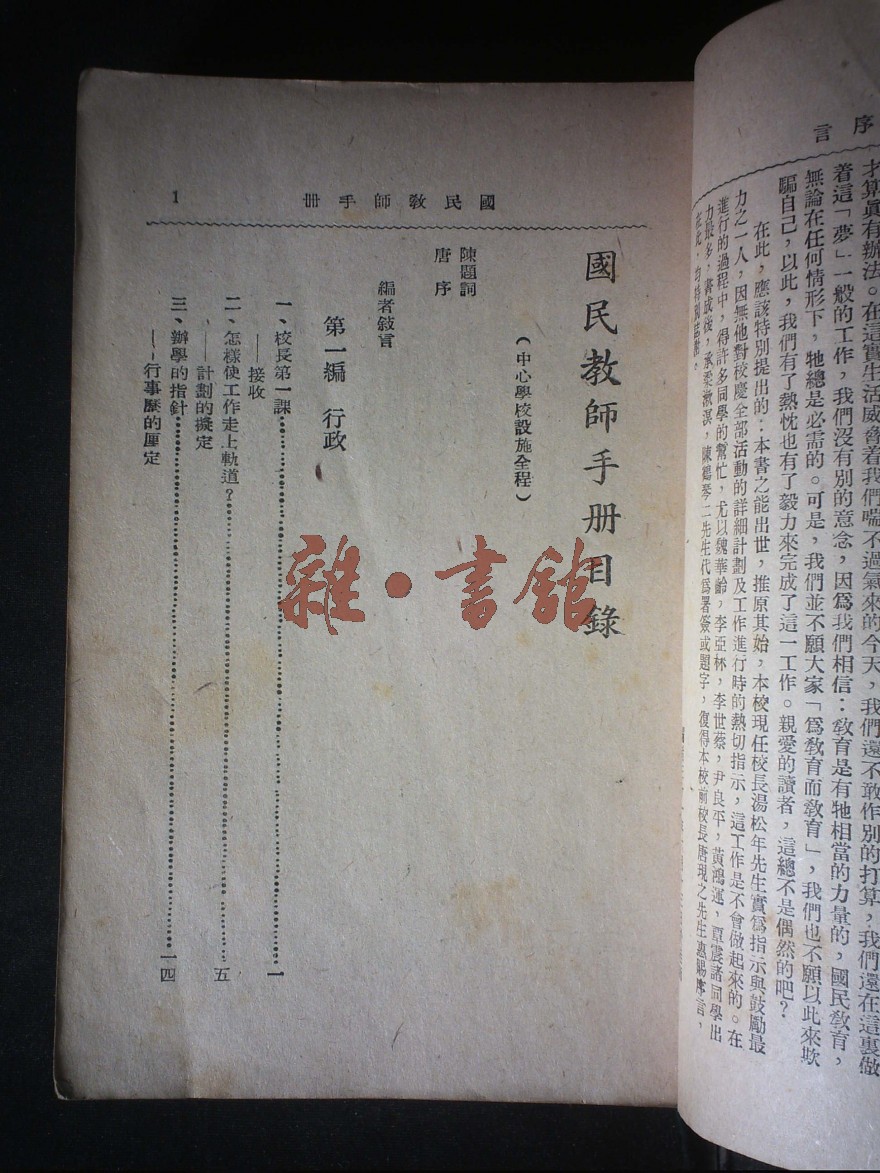 序言
才算眞有辦法。在這實生活威脅着我們喘不過氣來的今天，我們還不敢作別的打算，我們還在這裏做
着這「夢」一般的工作，我們沒有別的意念，因爲我們相信：教育是有牠相當的力量的，國民教育，
無論在任何情形下，牠總是必需的。可是，我們並不願大家「爲教育而教育」，我們也不願以此來欺
騙自己，以此，我們有了熱忱也有了毅力來完成了這一工作。親愛的讀者，這總不是偶然的吧？
在此，應該特別提出的：本書之能出世，推原其始，本校現任校長湯松年先生實爲指示與鼓勵最
力之一人，因無他對校慶全部活動的詳細計劃及工作進行時的熱切指示，這工作是不會做起來的。在
進行的過程中，得許多同學的幫忙，尤以魏華齡，李亞林，李世蔡，尹良平，黃鴻運，覃震諸同學出
力最多，書成後，承梁漱溟，陳鶴琴二先生代爲署簽或題字，復得本校前校長唐現之先生惠賜序言，
在此，均特別誌謝。
國民教師手册
1
國民教師手册目錄
（中心學校設施全程）
陳題詞
唐序
編者敍言
第一編 行政
一、校長第一課……一
——接收
二、怎樣使工作走上軌道？……五
——計劃的擬定
三、辦學的指針……一四
——行事歷的厘定
雜·書館